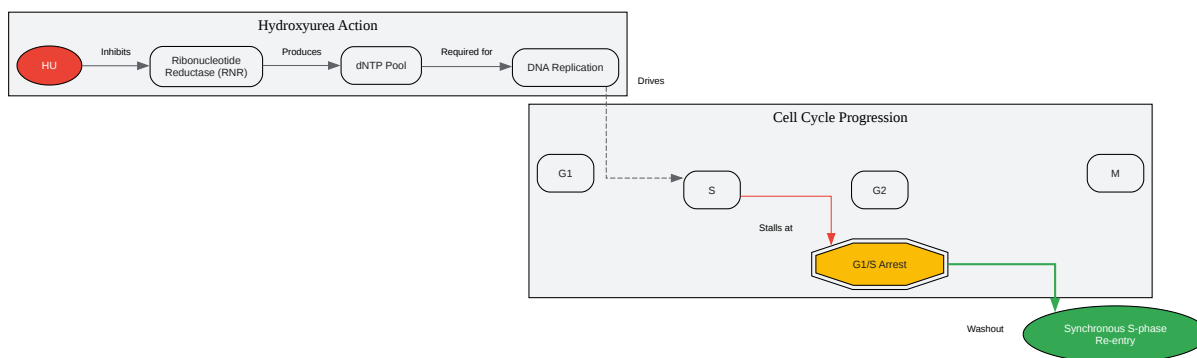 Hydroxyurea Action
HU
Inhibits
Ribonucleotide
Reductase (RNR)
Produces
dNTP Pool
Required for
DNA Replication
Drives
Cell Cycle Progression
G1
S
G2
M
Stalls at
G1/S Arrest
Washout
Synchronous S-phase
Re-entry